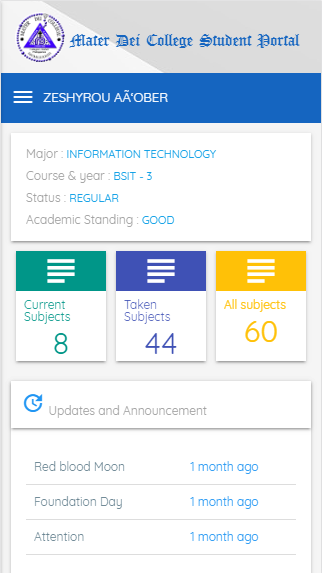 Mater Dei College Student Portal
ZESHYROU AÃ‘OBER
Major : INFORMATION TECHNOLOGY
Course & year : BSIT - 3
Status : REGULAR
Academic Standing : GOOD
Current Subjects
8
Taken Subjects
44
All subjects
60
Updates and Announcement
Red blood Moon 1 month ago
Foundation Day 1 month ago
Attention 1 month ago